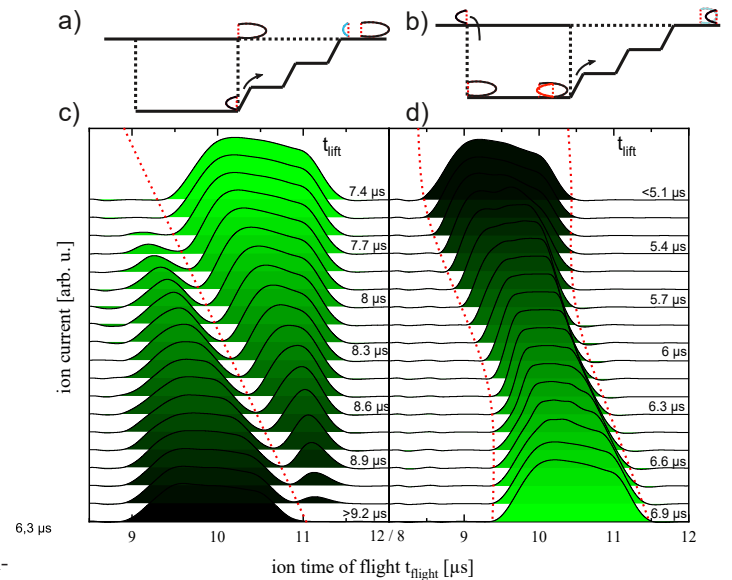 a)
b)
c)
d)
t_lift
t_lift
7.4 µs
7.7 µs
8 µs
8.3 µs
8.6 µs
8.9 µs
>9.2 µs
<5.1 µs
5.4 µs
5.7 µs
6 µs
6.3 µs
6.6 µs
6.9 µs
ion current [arb. u.]
6,3 µs
9 10 11 12 / 8 9 10 11 12
-
ion time of flight t_flight [µs]